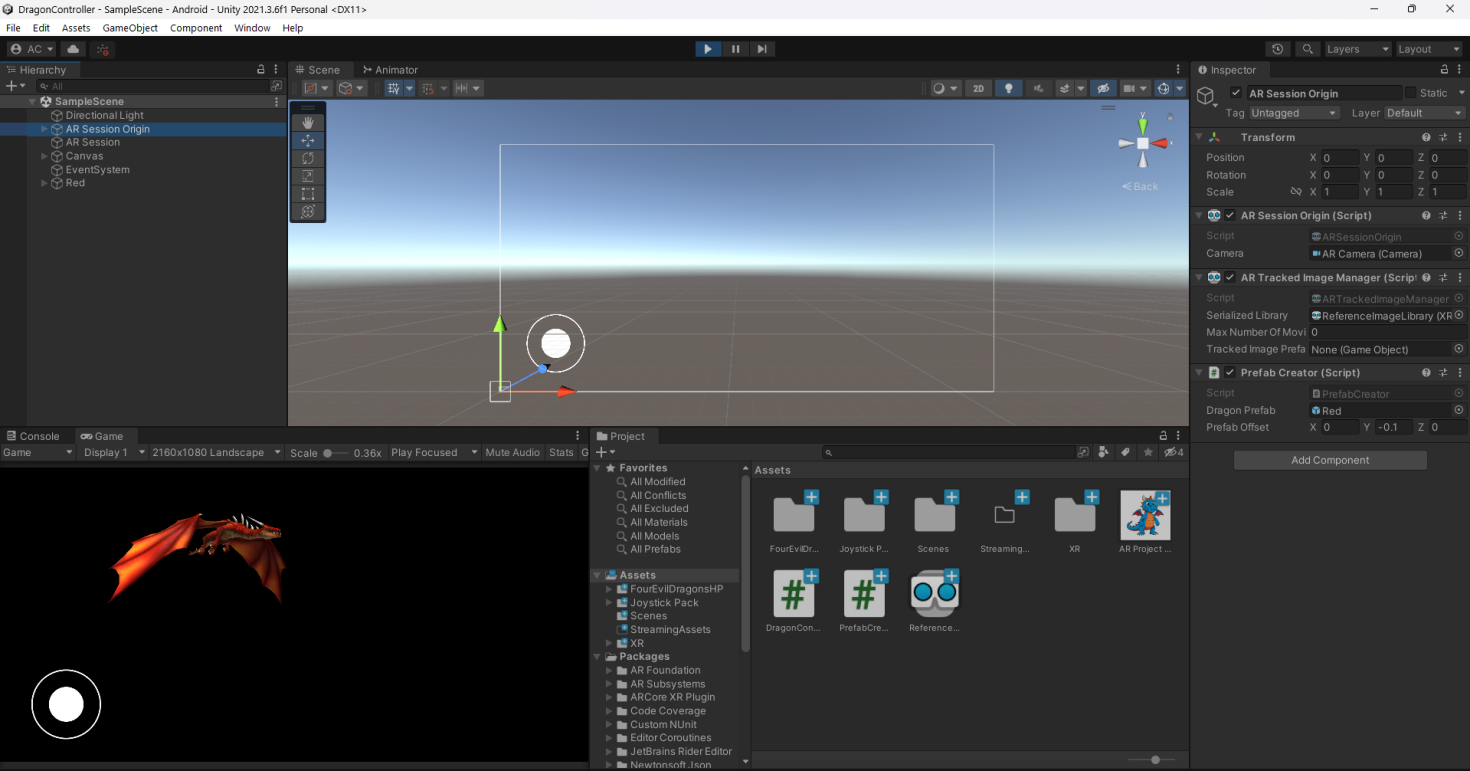 DragonController - SampleScene - Android - Unity 2021.3.6f1 Personal <DX11>
File Edit Assets GameObject Component Window Help
AC
Layers
Layout
Hierarchy
All
SampleScene
Directional Light
AR Session Origin
AR Session
Canvas
EventSystem
Red
Scene
Animator
2D
y
Back
Inspector
AR Session Origin
Static
Tag Untagged
Layer Default
Transform
Position X 0 Y 0 Z 0
Rotation X 0 Y 0 Z 0
Scale X 1 Y 1 Z 1
AR Session Origin (Script)
Script ARSessionOrigin
Camera AR Camera (Camera)
AR Tracked Image Manager (Script
Script ARTrackedImageManager
Serialized Library ReferenceImageLibrary (XR
Max Number Of Movi 0
Tracked Image Prefa None (Game Object)
Prefab Creator (Script)
Script PrefabCreator
Dragon Prefab Red
Prefab Offset X 0 Y -0.1 Z 0
Add Component
Console
Game
Game Display 1 2160x1080 Landscape Scale 0.36x Play Focused Mute Audio Stats G
Project
4
Favorites
All Modified
All Conflicts
All Excluded
All Materials
All Models
All Prefabs
Assets
FourEvilDragonsHP
Joystick Pack
Scenes
StreamingAssets
XR
Packages
AR Foundation
AR Subsystems
ARCore XR Plugin
Code Coverage
Custom NUnit
Editor Coroutines
JetBrains Rider Editor
Newtonsoft Json
Assets
FourEvilDr...
Joystick P...
Scenes
Streaming...
XR
AR Project ...
DragonCon...
PrefabCre...
Reference...